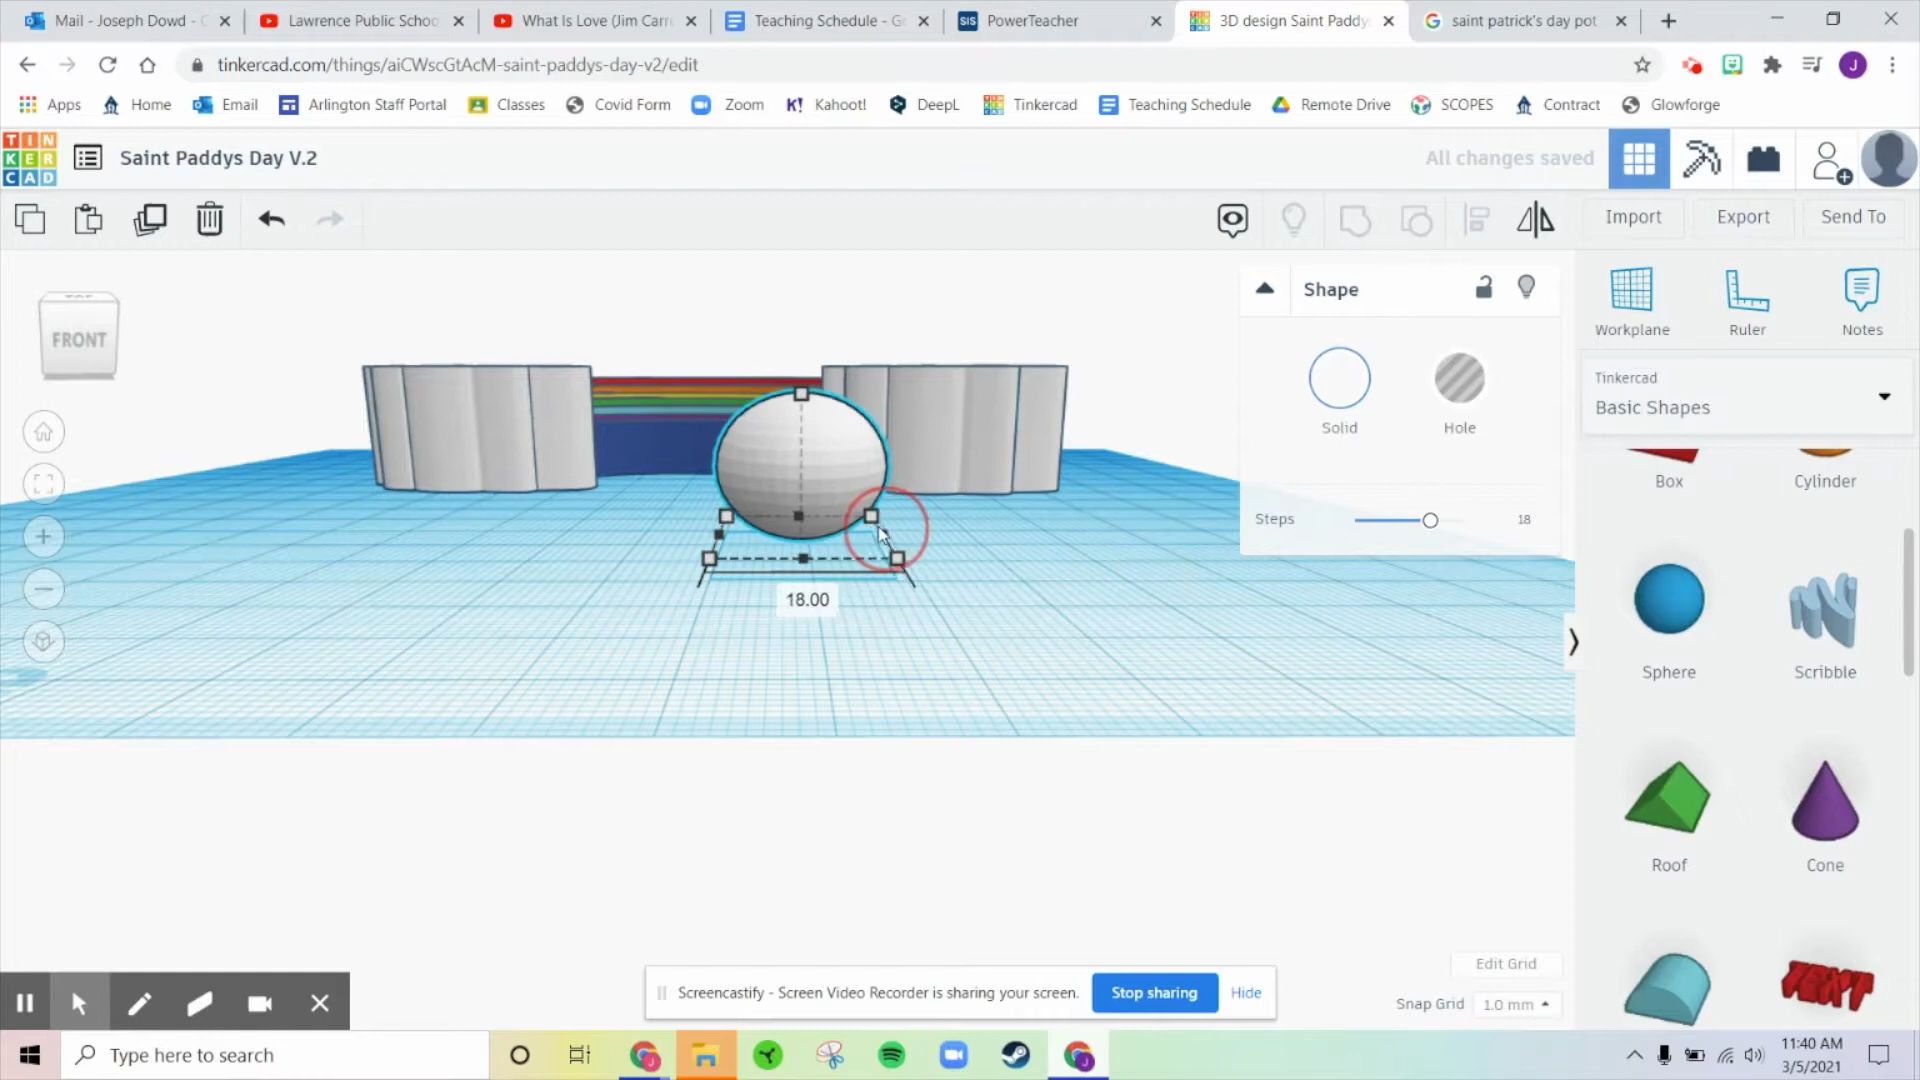 Mail - Joseph Dowd -
Lawrence Public Schoo
What Is Love (Jim Carre
Teaching Schedule - G
SIS PowerTeacher
3D design Saint Paddy
saint patrick's day pot
tinkercad.com/things/aiCWscGtAcM-saint-paddys-day-v2/edit
J
Apps
Home
Email
Arlington Staff Portal
Classes
Covid Form
Zoom
K! Kahoot!
DeepL
Tinkercad
Teaching Schedule
Remote Drive
SCOPES
Contract
Glowforge
TIN
KER
CAD
Saint Paddys Day V.2
All changes saved
Import
Export
Send To
FRONT
Shape
Solid
Hole
Steps
18
18.00
Workplane
Ruler
Notes
Tinkercad
Basic Shapes
Box
Cylinder
Sphere
Scribble
Roof
Cone
TEXT
Edit Grid
Snap Grid
1.0 mm
Screencastify - Screen Video Recorder is sharing your screen.
Stop sharing
Hide
Type here to search
11:40 AM
3/5/2021